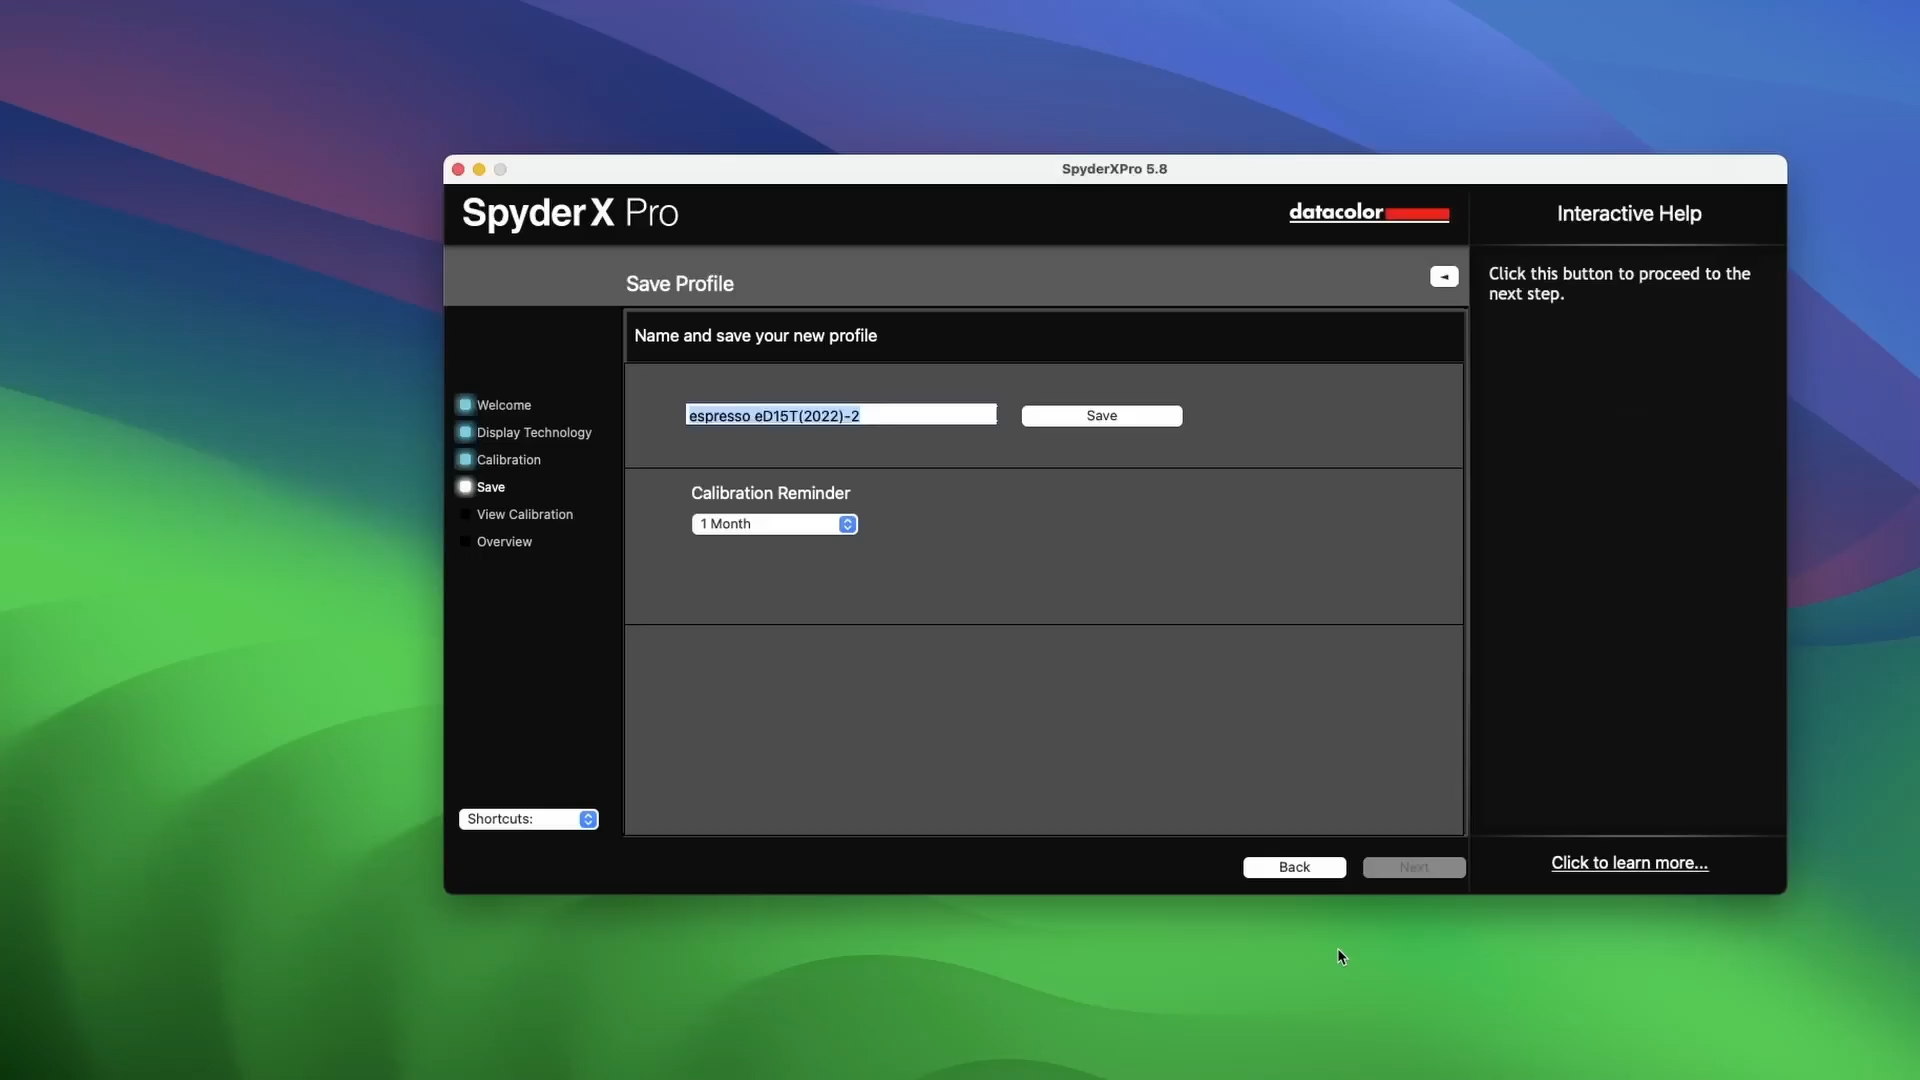 SpyderXPro 5.8
SpyderX Pro
datacolor
Interactive Help
Save Profile
Click this button to proceed to the
next step.
Name and save your new profile
espresso eD15T(2022)-2
Save
Calibration Reminder
1 Month
Welcome
Display Technology
Calibration
Save
View Calibration
Overview
Shortcuts:
Back
Next
Click to learn more...